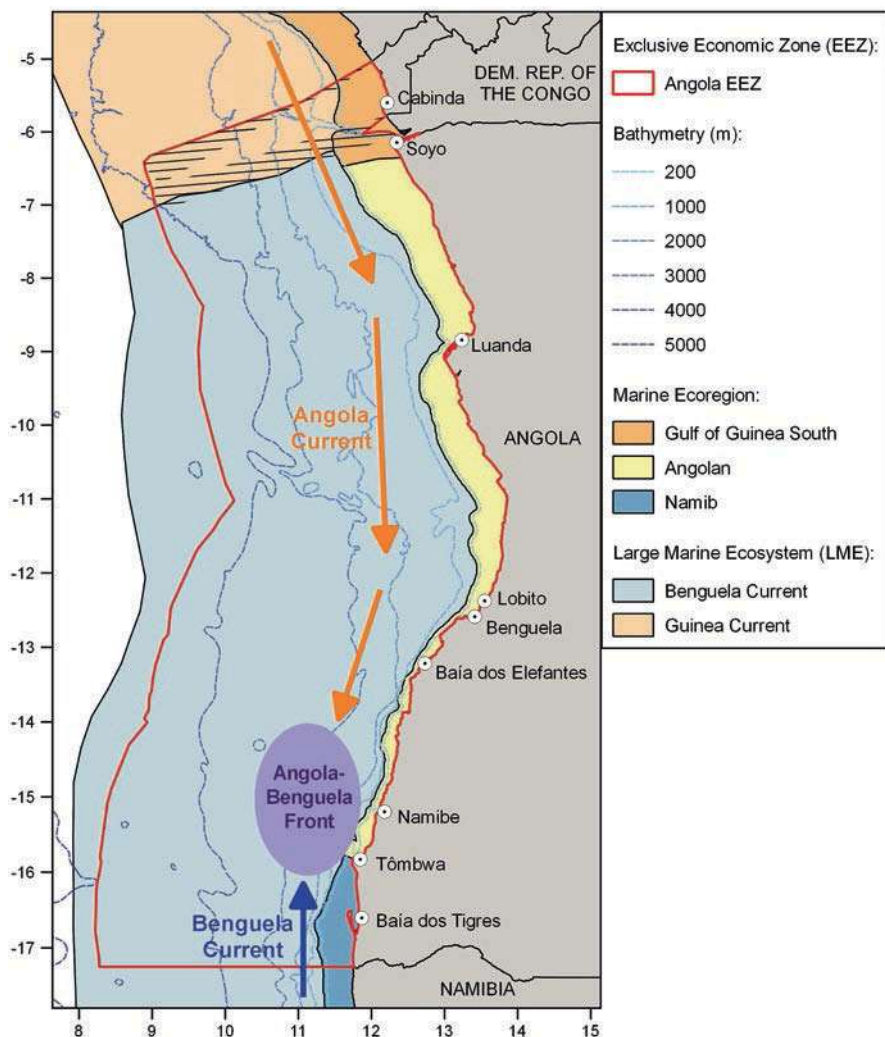 -5
-6
-7
-8
-9
-10
-11
-12
-13
-14
-15
-16
-17
8
9
10
11
12
13
14
15
DEM. REP. OF
THE CONGO
Cabinda
Soyo
Luanda
Angola
Current
ANGOLA
Lobito
Benguela
Baía dos Elefantes
Angola-
Benguela
Front
Namibe
Tômbwa
Benguela
Current
Baía dos Tigres
NAMIBIA
Exclusive Economic Zone (EEZ):
Angola EEZ
Bathymetry (m):
200
1000
2000
3000
4000
5000
Marine Ecoregion:
Gulf of Guinea South
Angolan
Namib
Large Marine Ecosystem (LME):
Benguela Current
Guinea Current